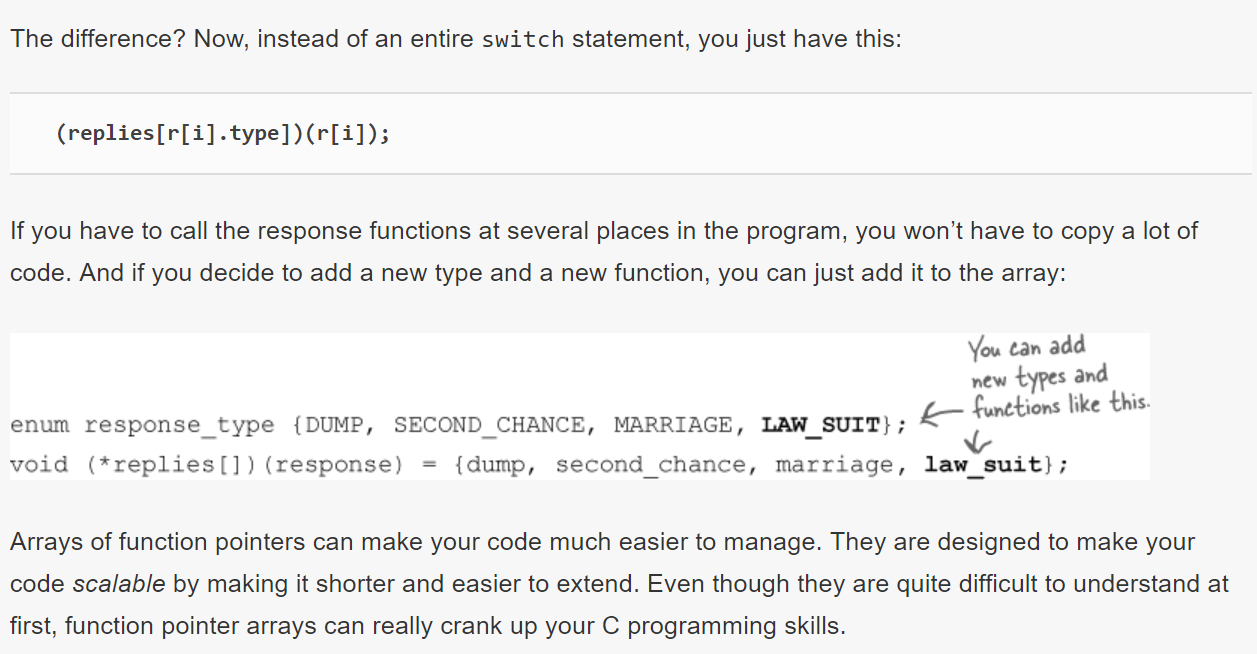 The difference? Now, instead of an entire switch statement, you just have this:
(replies[r[i].type])(r[i]);
If you have to call the response functions at several places in the program, you won’t have to copy a lot of
code. And if you decide to add a new type and a new function, you can just add it to the array:
You can add
new types and
functions like this.
enum response_type {DUMP, SECOND_CHANCE, MARRIAGE, LAW_SUIT};
void (*replies[])(response) = {dump, second_chance, marriage, law_suit};
Arrays of function pointers can make your code much easier to manage. They are designed to make your
code scalable by making it shorter and easier to extend. Even though they are quite difficult to understand at
first, function pointer arrays can really crank up your C programming skills.